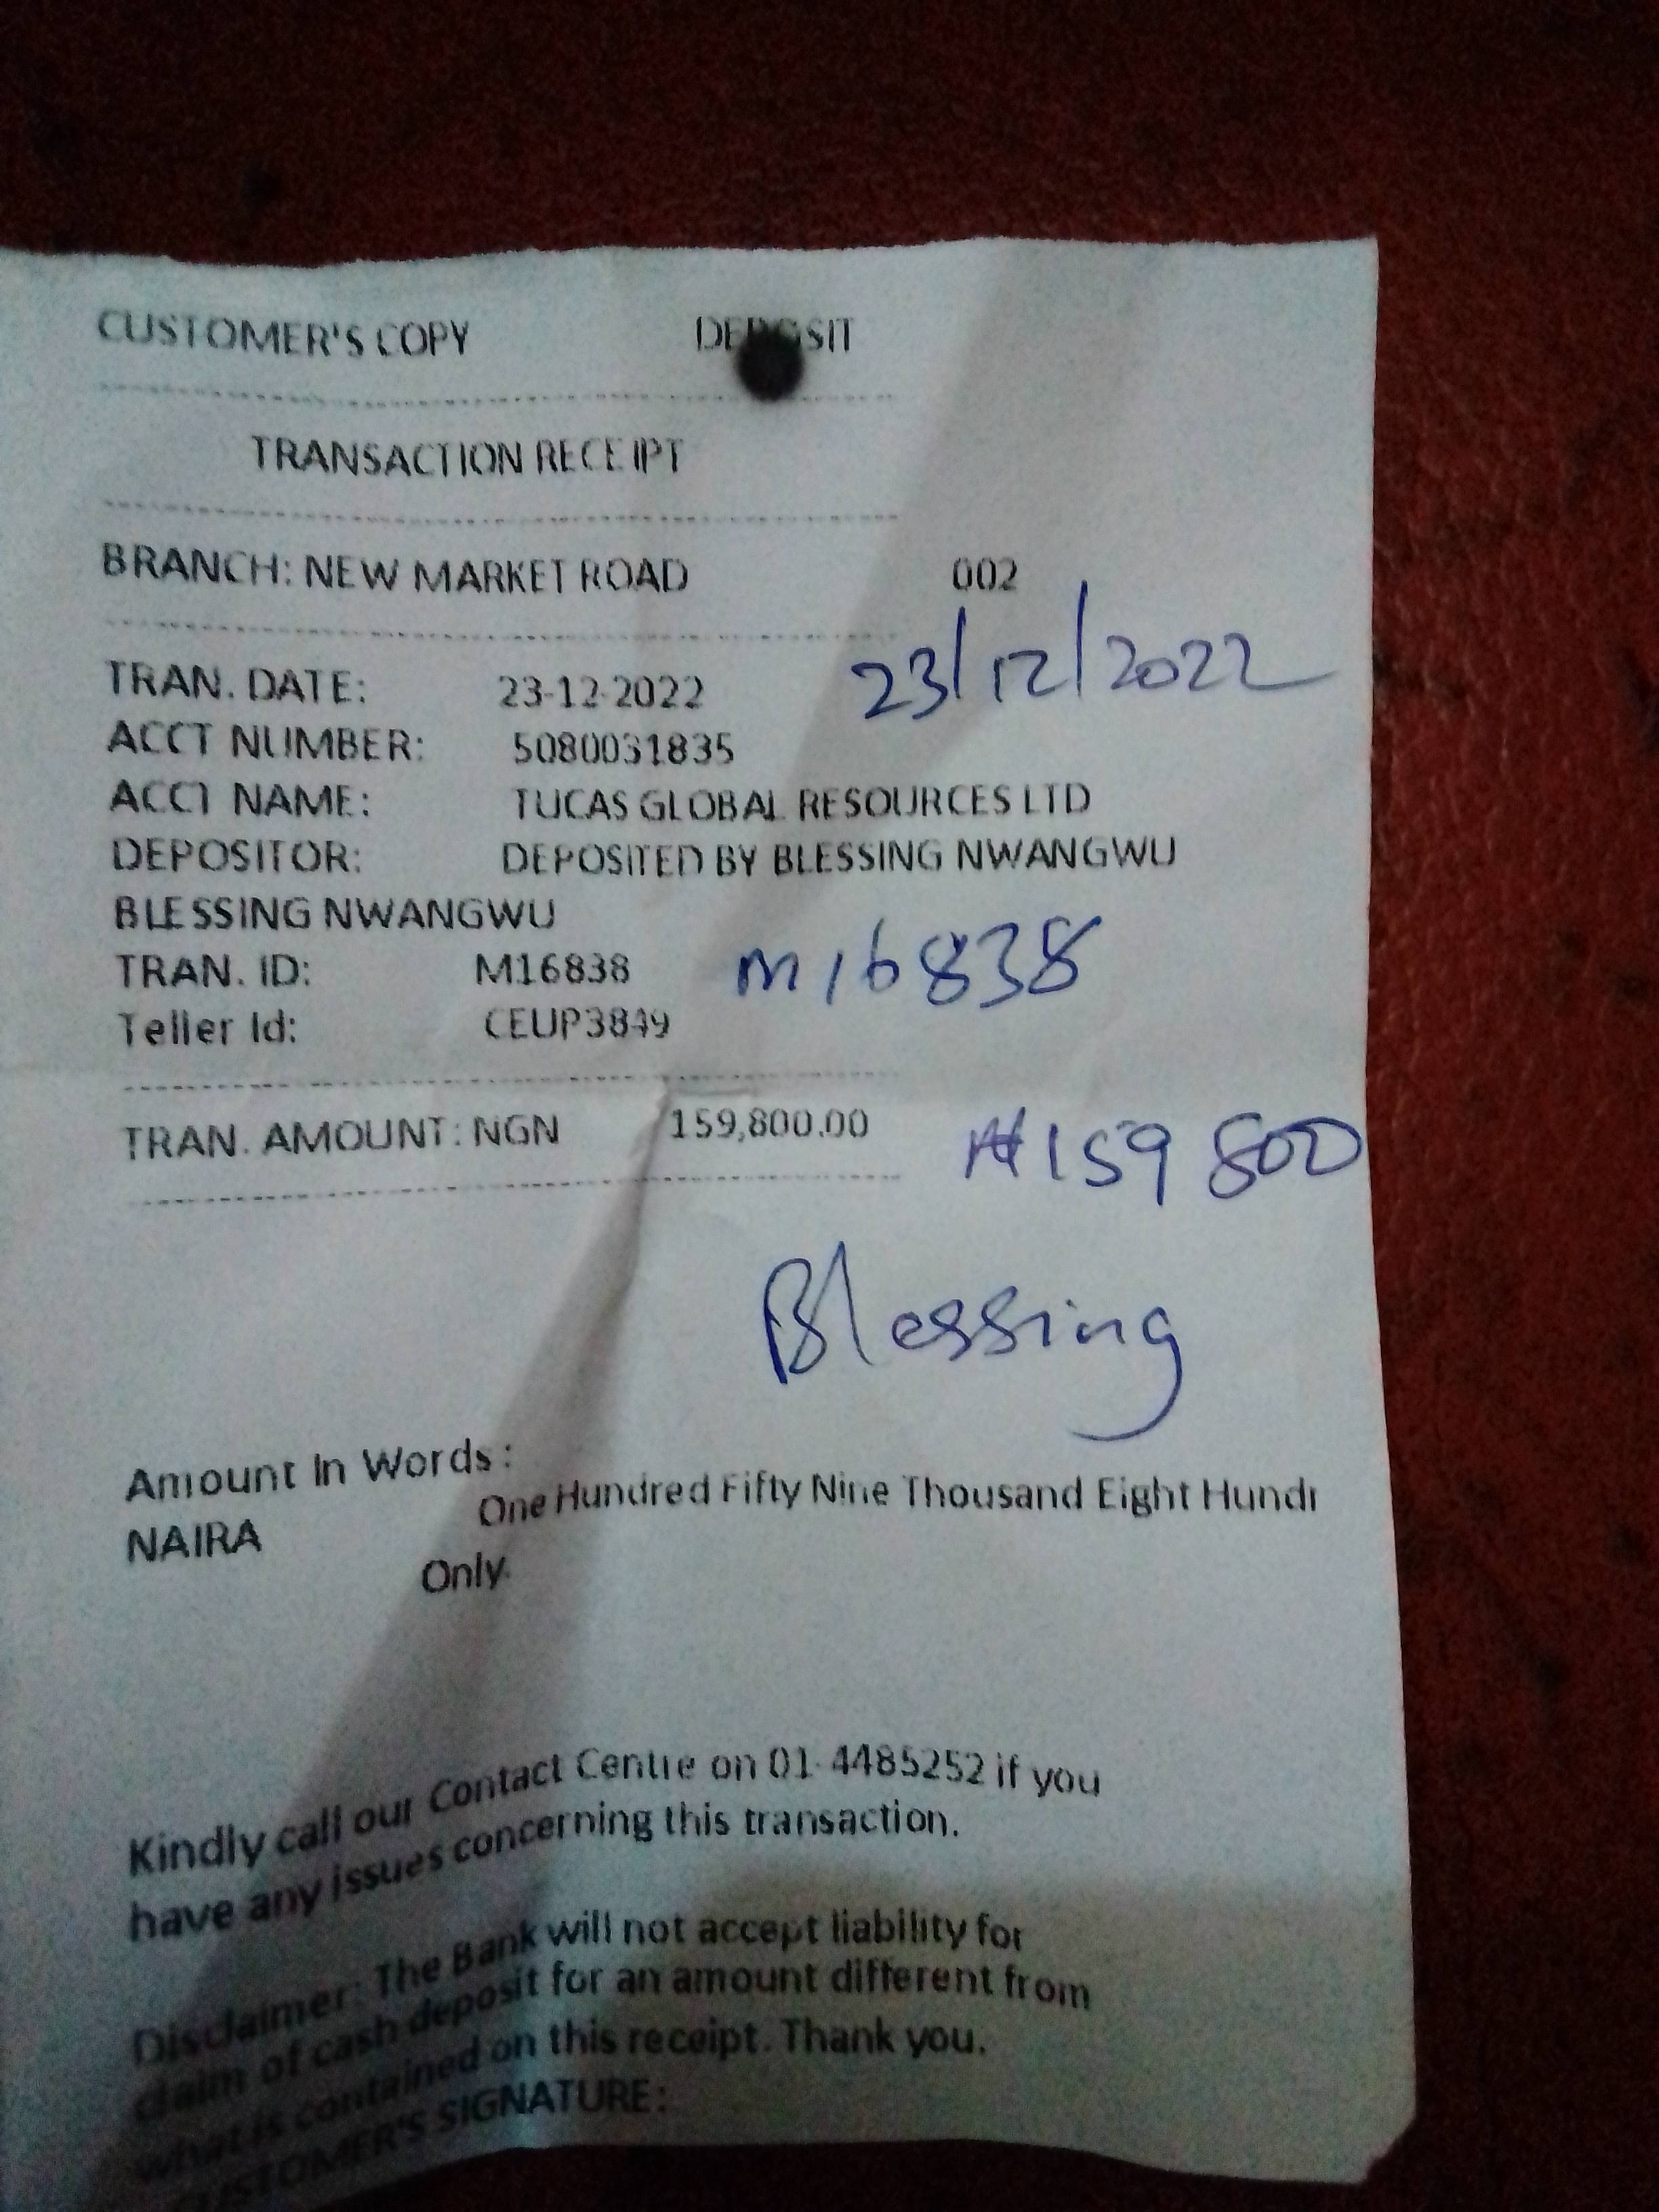 CUSTOMER'S COPY DEPOSIT
TRANSACTION RECEIPT
BRANCH: NEW MARKET ROAD 002
TRAN. DATE: 23-12-2022 23/12/2022
ACCT NUMBER: 5080031835
ACCT NAME: TUCAS GLOBAL RESOURCES LTD
DEPOSITOR: DEPOSITED BY BLESSING NWANGWU
BLESSING NWANGWU
TRAN. ID: M16838 M16838
Teller Id: CEUP3849
TRAN. AMOUNT: NGN 159,800.00 ₦159 800
Blessing
Amount In Words:
One Hundred Fifty Nine Thousand Eight Hundr
NAIRA
Only.
Kindly call our Contact Centre on 01-4485252 if you
have any issues concerning this transaction.
Disclaimer: The Bank will not accept liability for
claim of cash deposit for an amount different from
what is contained on this receipt. Thank you.
CUSTOMER'S SIGNATURE: